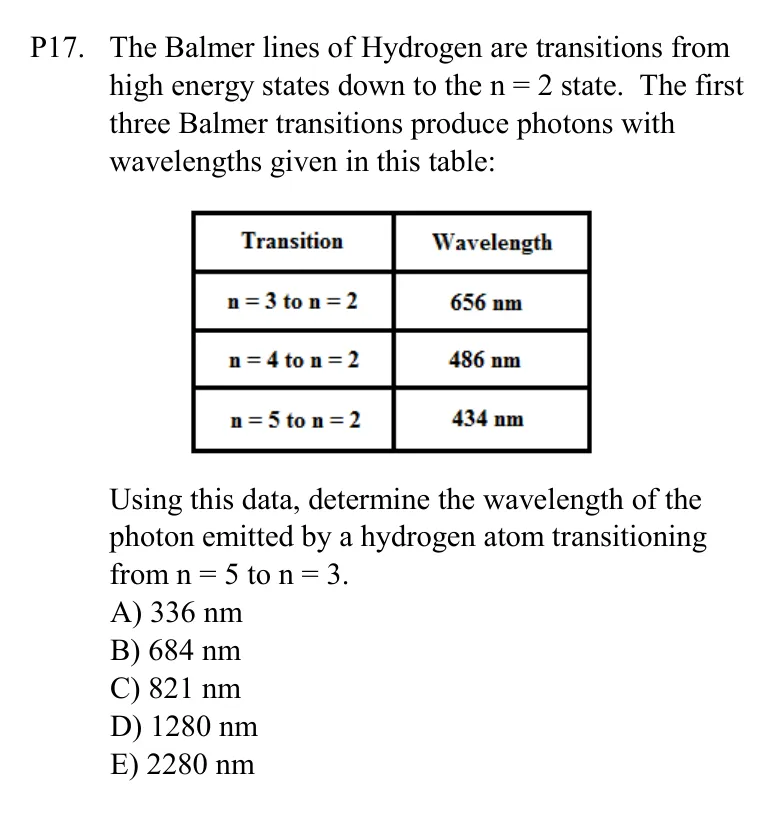 P17. The Balmer lines of Hydrogen are transitions from
high energy states down to the n = 2 state. The first
three Balmer transitions produce photons with
wavelengths given in this table:
Transition Wavelength
n = 3 to n = 2 656 nm
n = 4 to n = 2 486 nm
n = 5 to n = 2 434 nm
Using this data, determine the wavelength of the
photon emitted by a hydrogen atom transitioning
from n = 5 to n = 3.
A) 336 nm
B) 684 nm
C) 821 nm
D) 1280 nm
E) 2280 nm